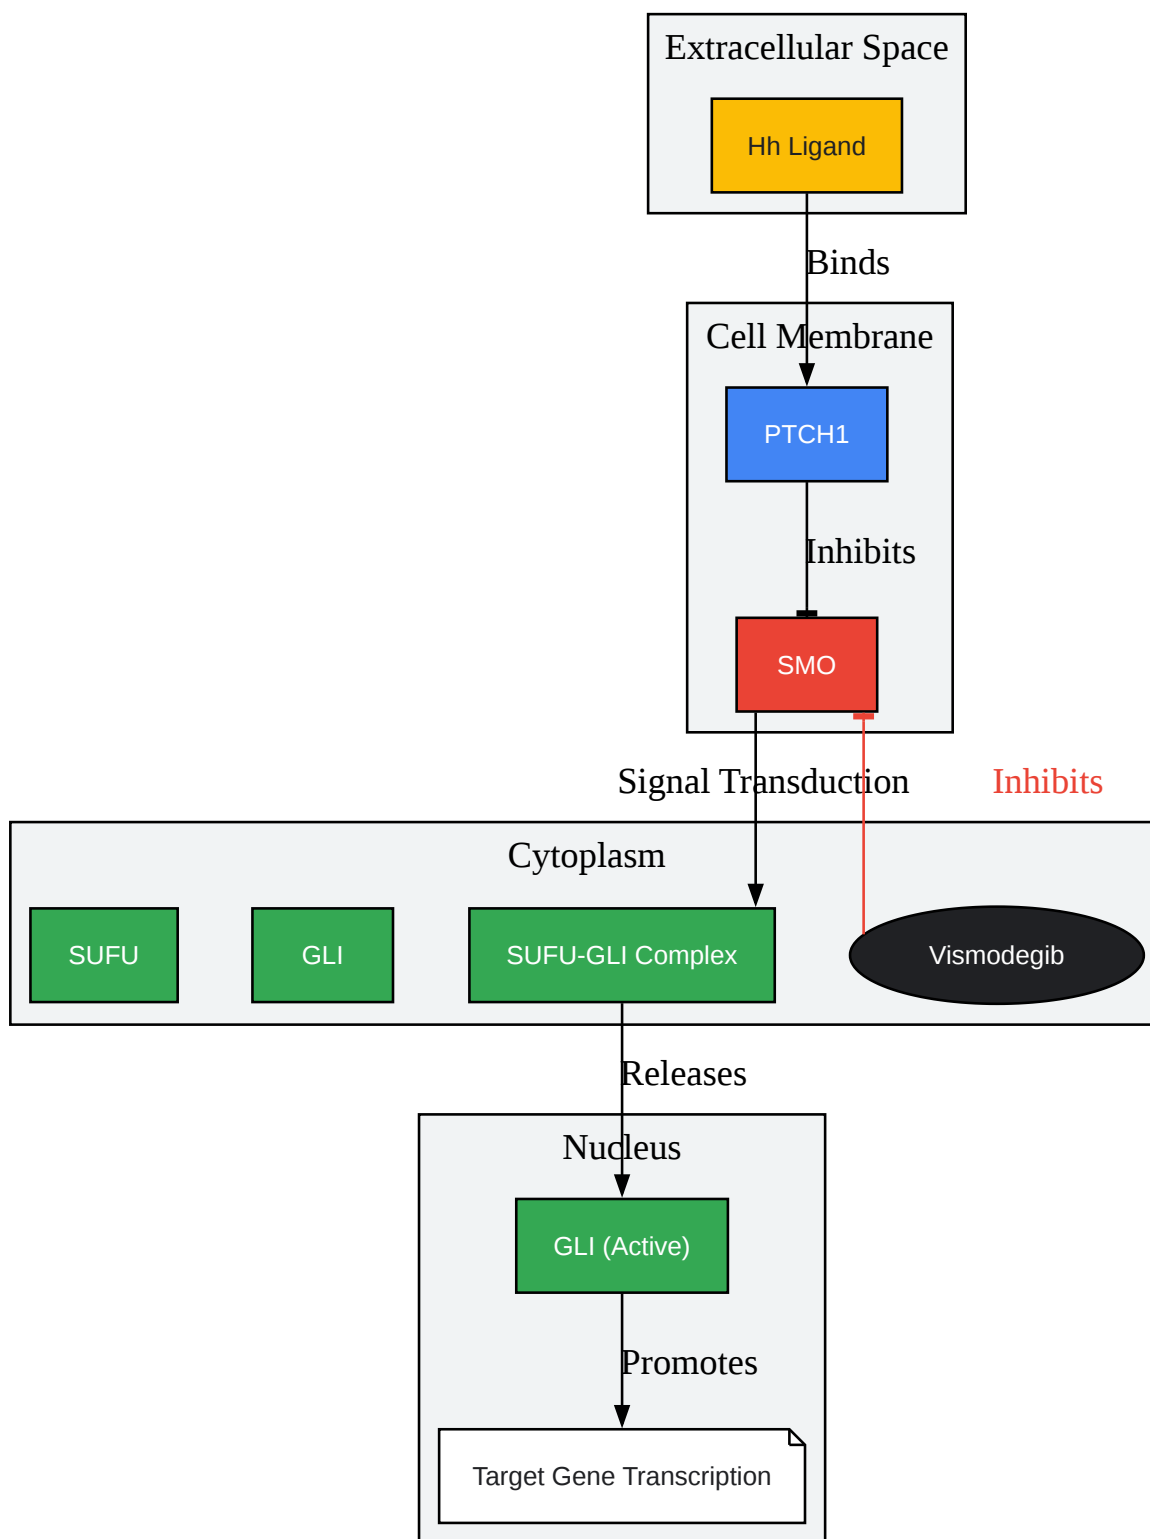 Extracellular Space
Hh Ligand
Binds
Cell Membrane
PTCH1
Inhibits
SMO
Signal Transduction
Inhibits
Cytoplasm
SUFU
GLI
SUFU-GLI Complex
Vismodegib
Releases
Nucleus
GLI (Active)
Promotes
Target Gene Transcription